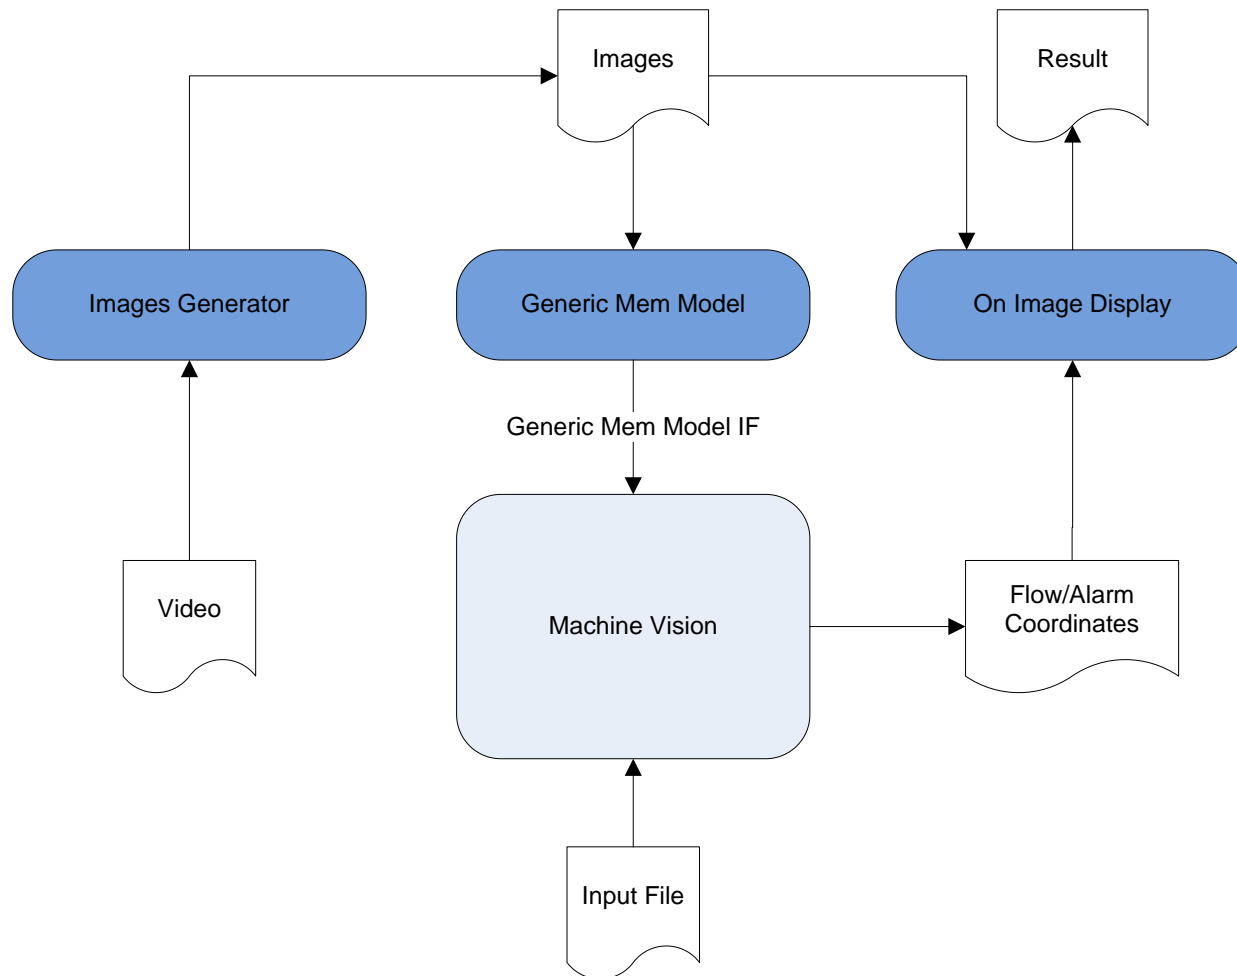 Images
Result
Images Generator
Generic Mem Model
On Image Display
Generic Mem Model IF
Video
Machine Vision
Flow/Alarm
Coordinates
Input File